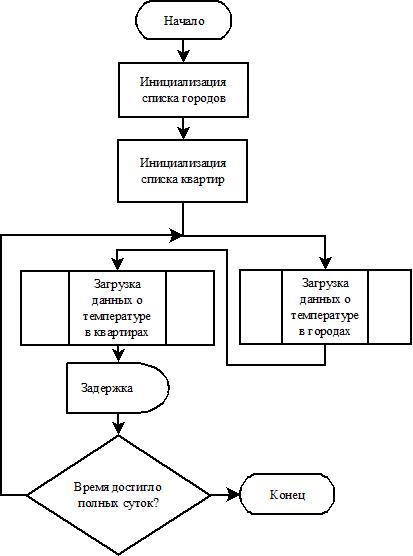 Начало
Инициализация
списка городов
Инициализация
списка квартир
Загрузка
данных о
температуре
в квартирах
Загрузка
данных о
температуре
в городах
Задержка
Время достигло
полных суток?
Конец